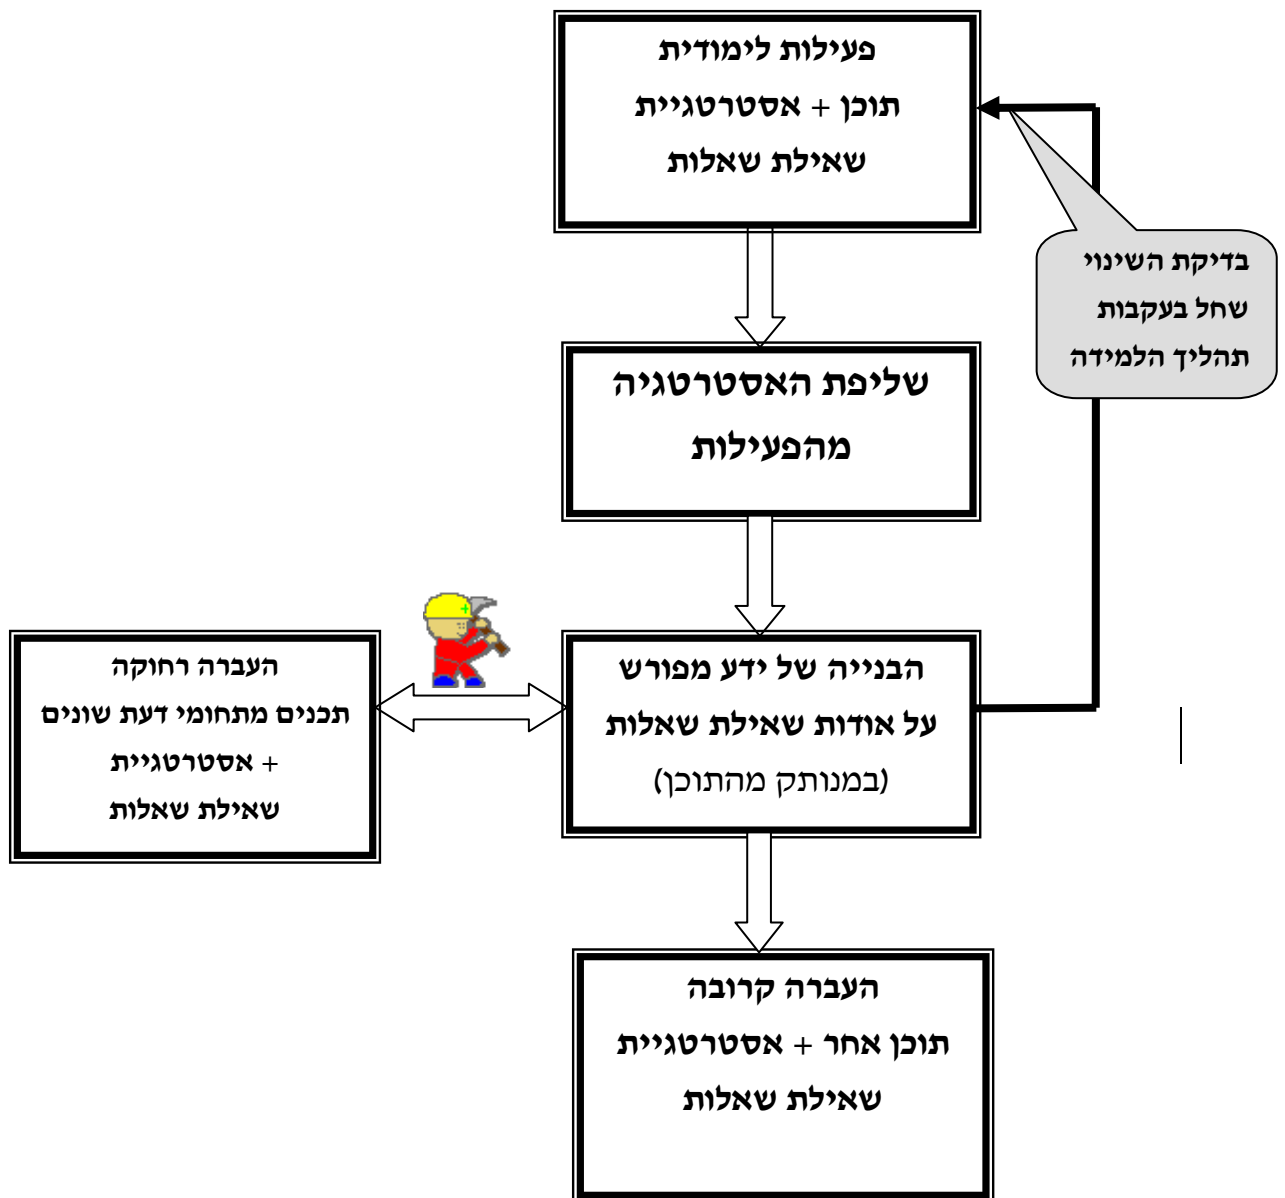 פעילות לימודית
תוכן + אסטרטגיית
שאילת שאלות
בדיקת השינוי
שחל בעקבות
תהליך הלמידה
שליפת האסטרטגיה
מהפעילות
הבנייה של ידע מפורש
על אודות שאילת שאלות
(במנותק מהתוכן)
העברה רחוקה
תכנים מתחומי דעת שונים
+ אסטרטגיית
שאילת שאלות
העברה קרובה
תוכן אחר + אסטרטגיית
שאילת שאלות